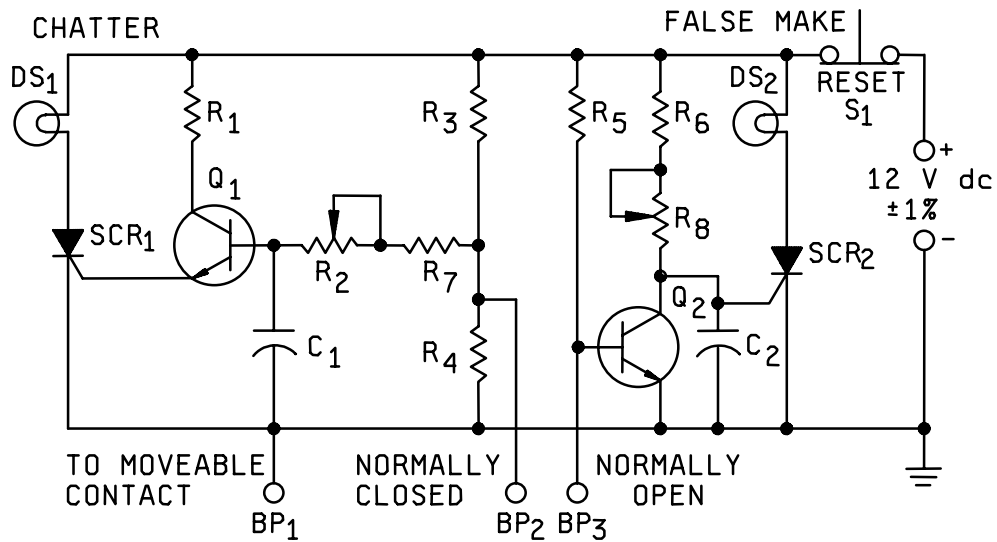 CHATTER
FALSE MAKE
DS1
R1
R3
R5
R6
DS2
RESET
S1
+
12 V dc
±1%
−
Q1
SCR1
R2
R7
R8
SCR2
Q2
C1
R4
C2
TO MOVEABLE
CONTACT
BP1
NORMALLY
CLOSED
BP2
BP3
NORMALLY
OPEN